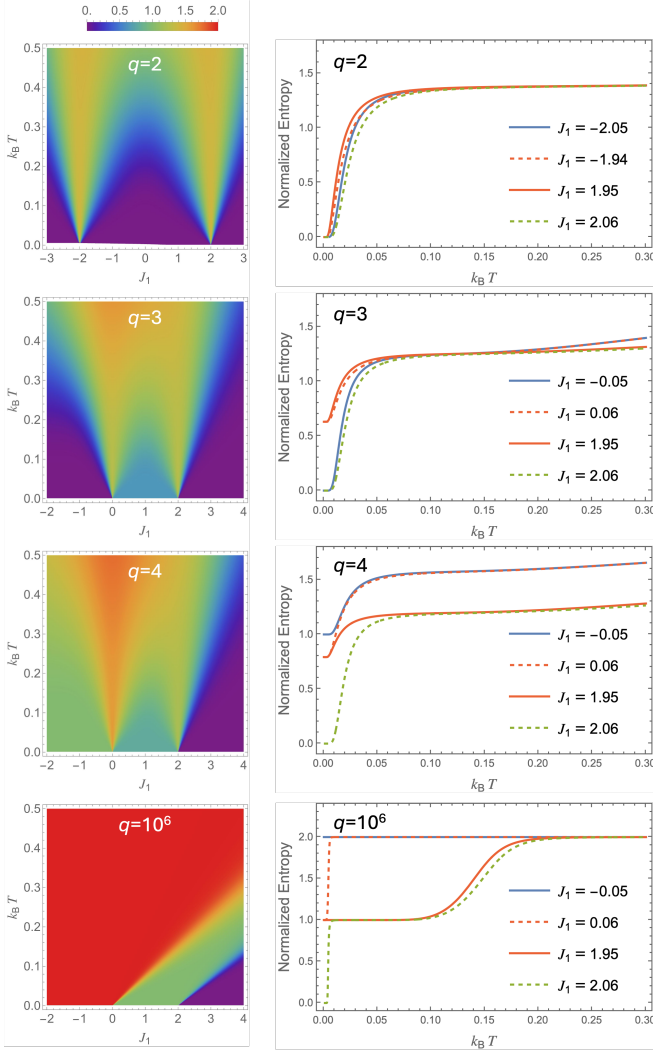 0. 0.5 1.0 1.5 2.0
q=2
k_B T
0.5
0.4
0.3
0.2
0.1
0.0
−3 −2 −1 0 1 2 3
J_1
q=2
Normalized Entropy
1.5
1.0
0.5
0.0
J_1 = −2.05
J_1 = −1.94
J_1 = 1.95
J_1 = 2.06
0.00 0.05 0.10 0.15 0.20 0.25 0.30
k_B T
q=3
k_B T
0.5
0.4
0.3
0.2
0.1
0.0
−2 −1 0 1 2 3 4
J_1
q=3
Normalized Entropy
1.5
1.0
0.5
0.0
J_1 = −0.05
J_1 = 0.06
J_1 = 1.95
J_1 = 2.06
0.00 0.05 0.10 0.15 0.20 0.25 0.30
k_B T
q=4
k_B T
0.5
0.4
0.3
0.2
0.1
0.0
−2 −1 0 1 2 3 4
J_1
q=4
Normalized Entropy
1.5
1.0
0.5
0.0
J_1 = −0.05
J_1 = 0.06
J_1 = 1.95
J_1 = 2.06
0.00 0.05 0.10 0.15 0.20 0.25 0.30
k_B T
q=10⁶
k_B T
0.5
0.4
0.3
0.2
0.1
0.0
−2 −1 0 1 2 3 4
J_1
q=10⁶
Normalized Entropy
2.0
1.0
0.0
J_1 = −0.05
J_1 = 0.06
J_1 = 1.95
J_1 = 2.06
0.00 0.05 0.10 0.15 0.20 0.25 0.30
k_B T